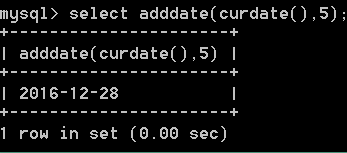 mysql> select adddate(curdate(),5);
+----------------------+
| adddate(curdate(),5) |
+----------------------+
| 2016-12-28           |
+----------------------+
1 row in set (0.00 sec)